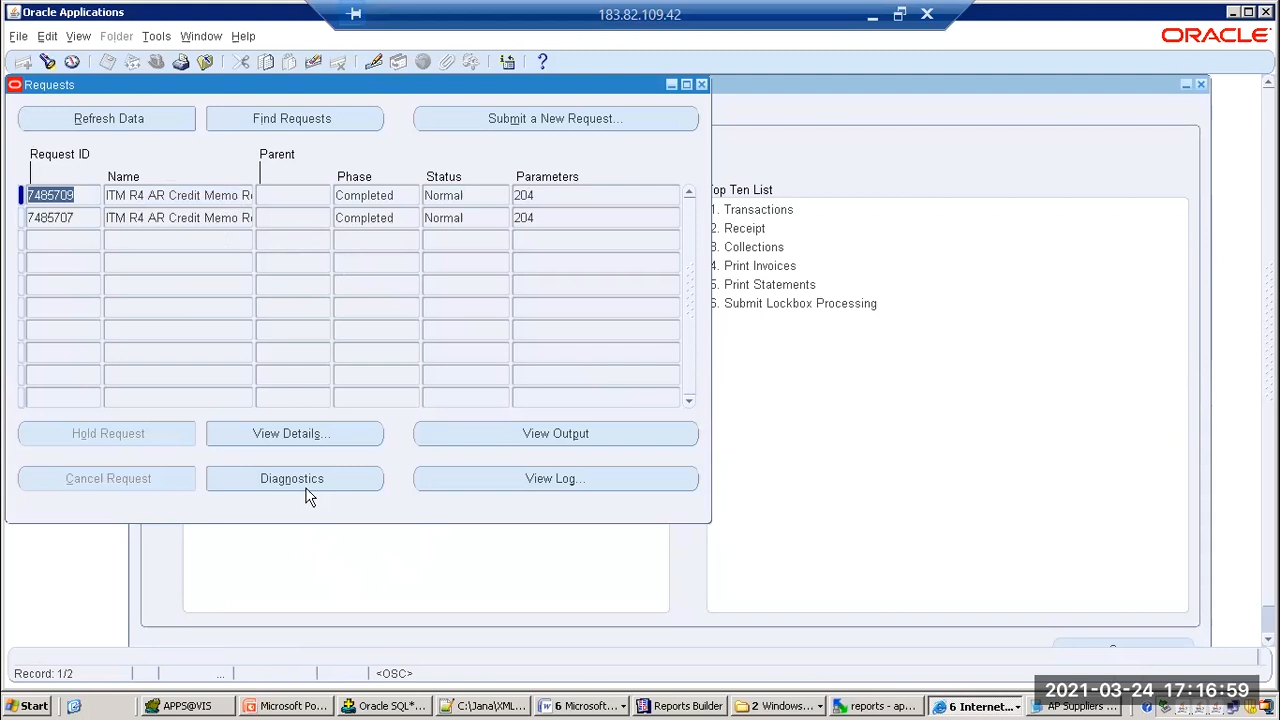 Oracle Applications
183.82.109.42
File Edit View Folder Tools Window Help
ORACLE
Requests
Refresh Data Find Requests Submit a New Request...
Request ID Parent
Name Phase Status Parameters
7485709 ITM R4 AR Credit Memo R Completed Normal 204
7485707 ITM R4 AR Credit Memo R Completed Normal 204
Top Ten List
1. Transactions
2. Receipt
3. Collections
4. Print Invoices
5. Print Statements
6. Submit Lockbox Processing
Hold Request View Details... View Output
Cancel Request Diagnostics View Log...
Record: 1/2 ... <OSC>
Start APPS@VIS Microsoft Po... Oracle SQL*... 6 Microsoft... Reports Builder 2 Windows... reports - ap... 6 Internet... AP Suppliers ...
2021-03-24 17:16:59